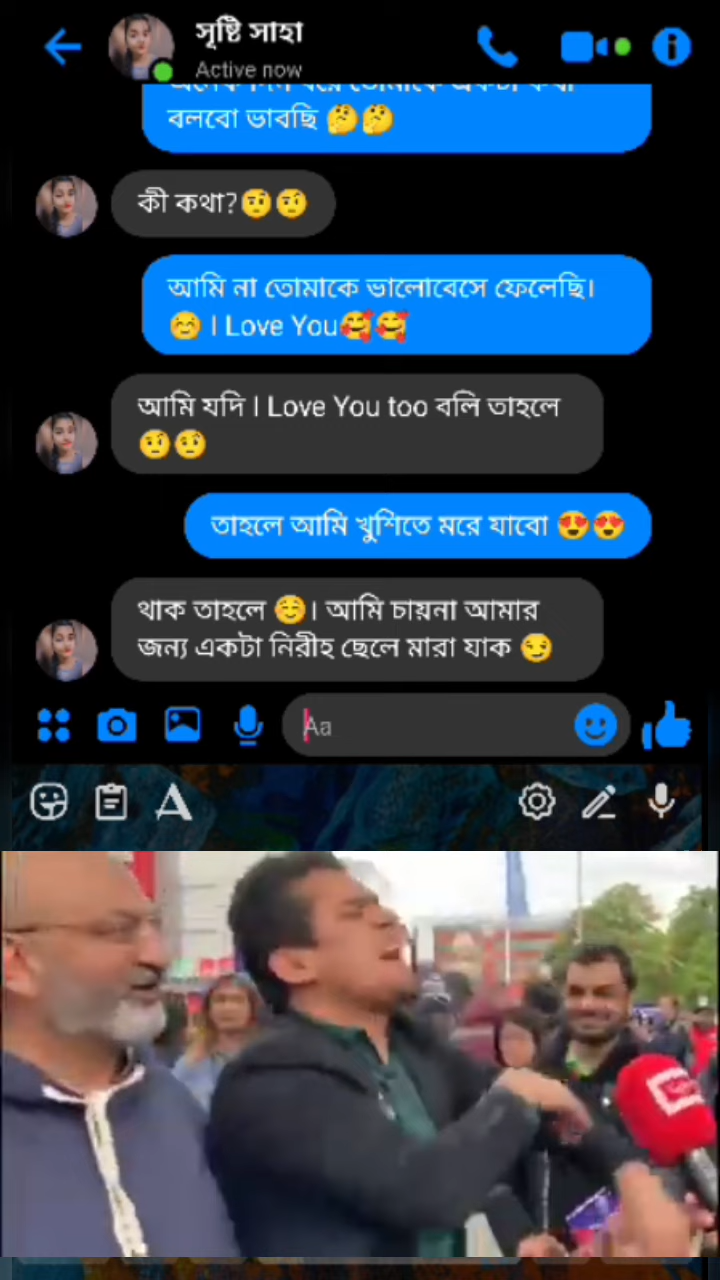 সৃষ্টি সাহা
Active now
বলবো ভাবছি 🤔🤔
কী কথা?🤨🤨
আমি না তোমাকে ভালোবেসে ফেলেছি।
☺️ I Love You🥰🥰
আমি যদি I Love You too বলি তাহলে
🤨🤨
তাহলে আমি খুশিতে মরে যাবো 😍😍
থাক তাহলে ☺️। আমি চায়না আমার
জন্য একটা নিরীহ ছেলে মারা যাক 😏
Aa